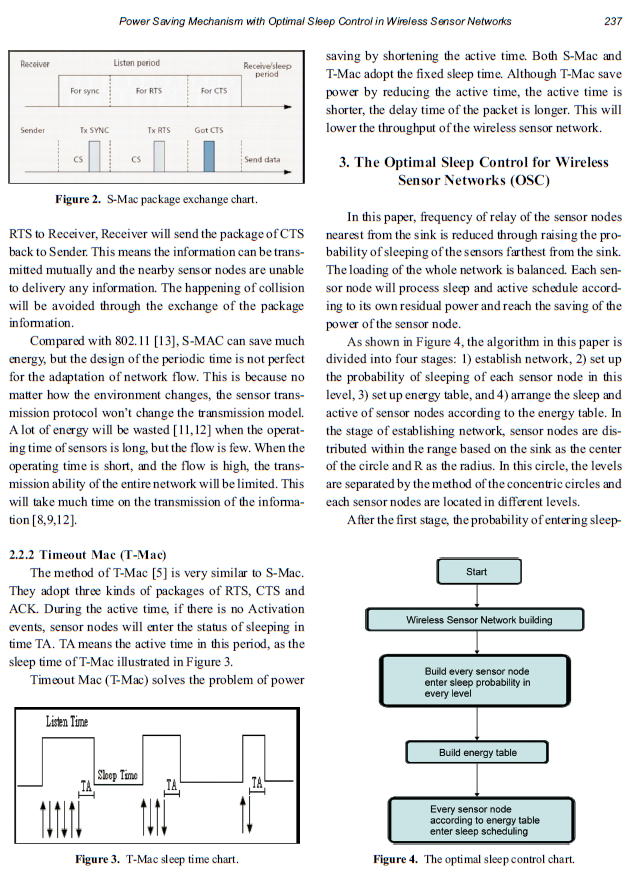 Power Saving Mechanism with Optimal Sleep Control in Wireless Sensor Networks 237
Receiver
Listen period
Receive/sleep
period
For sync
For RTS
For CTS
Sender
Tx SYNC
Tx RTS
Got CTS
CS
CS
Send data
Figure 2. S-Mac package exchange chart.
RTS to Receiver, Receiver will send the package of CTS
back to Sender. This means the information can be trans-
mitted mutually and the nearby sensor nodes are unable
to delivery any information. The happening of collision
will be avoided through the exchange of the package
information.
Compared with 802.11 [13], S-MAC can save much
energy, but the design of the periodic time is not perfect
for the adaptation of network flow. This is because no
matter how the environment changes, the sensor trans-
mission protocol won't change the transmission model.
A lot of energy will be wasted [11,12] when the operat-
ing time of sensors is long, but the flow is few. When the
operating time is short, and the flow is high, the trans-
mission ability of the entire network will be limited. This
will take much time on the transmission of the informa-
tion [8,9,12].
2.2.2 Timeout Mac (T-Mac)
The method of T-Mac [5] is very similar to S-Mac.
They adopt three kinds of packages of RTS, CTS and
ACK. During the active time, if there is no Activation
events, sensor nodes will enter the status of sleeping in
time TA. TA means the active time in this period, as the
sleep time of T-Mac illustrated in Figure 3.
Timeout Mac (T-Mac) solves the problem of power
Listen Time
Sleep Time
TA
TA
TA
Figure 3. T-Mac sleep time chart.
saving by shortening the active time. Both S-Mac and
T-Mac adopt the fixed sleep time. Although T-Mac save
power by reducing the active time, the active time is
shorter, the delay time of the packet is longer. This will
lower the throughput of the wireless sensor network.
3. The Optimal Sleep Control for Wireless
Sensor Networks (OSC)
In this paper, frequency of relay of the sensor nodes
nearest from the sink is reduced through raising the pro-
bability of sleeping of the sensors farthest from the sink.
The loading of the whole network is balanced. Each sen-
sor node will process sleep and active schedule accord-
ing to its own residual power and reach the saving of the
power of the sensor node.
As shown in Figure 4, the algorithm in this paper is
divided into four stages: 1) establish network, 2) set up
the probability of sleeping of each sensor node in this
level, 3) set up energy table, and 4) arrange the sleep and
active of sensor nodes according to the energy table. In
the stage of establishing network, sensor nodes are dis-
tributed within the range based on the sink as the center
of the circle and R as the radius. In this circle, the levels
are separated by the method of the concentric circles and
each sensor nodes are located in different levels.
After the first stage, the probability of entering sleep-
Start
Wireless Sensor Network building
Build every sensor node
enter sleep probability in
every level
Build energy table
Every sensor node
according to energy table
enter sleep scheduling
Figure 4. The optimal sleep control chart.